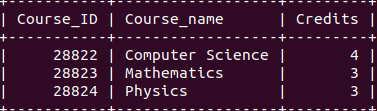 | Course_ID | Course_name | Credits |
| 28822 | Computer Science | 4 |
| 28823 | Mathematics | 3 |
| 28824 | Physics | 3 |